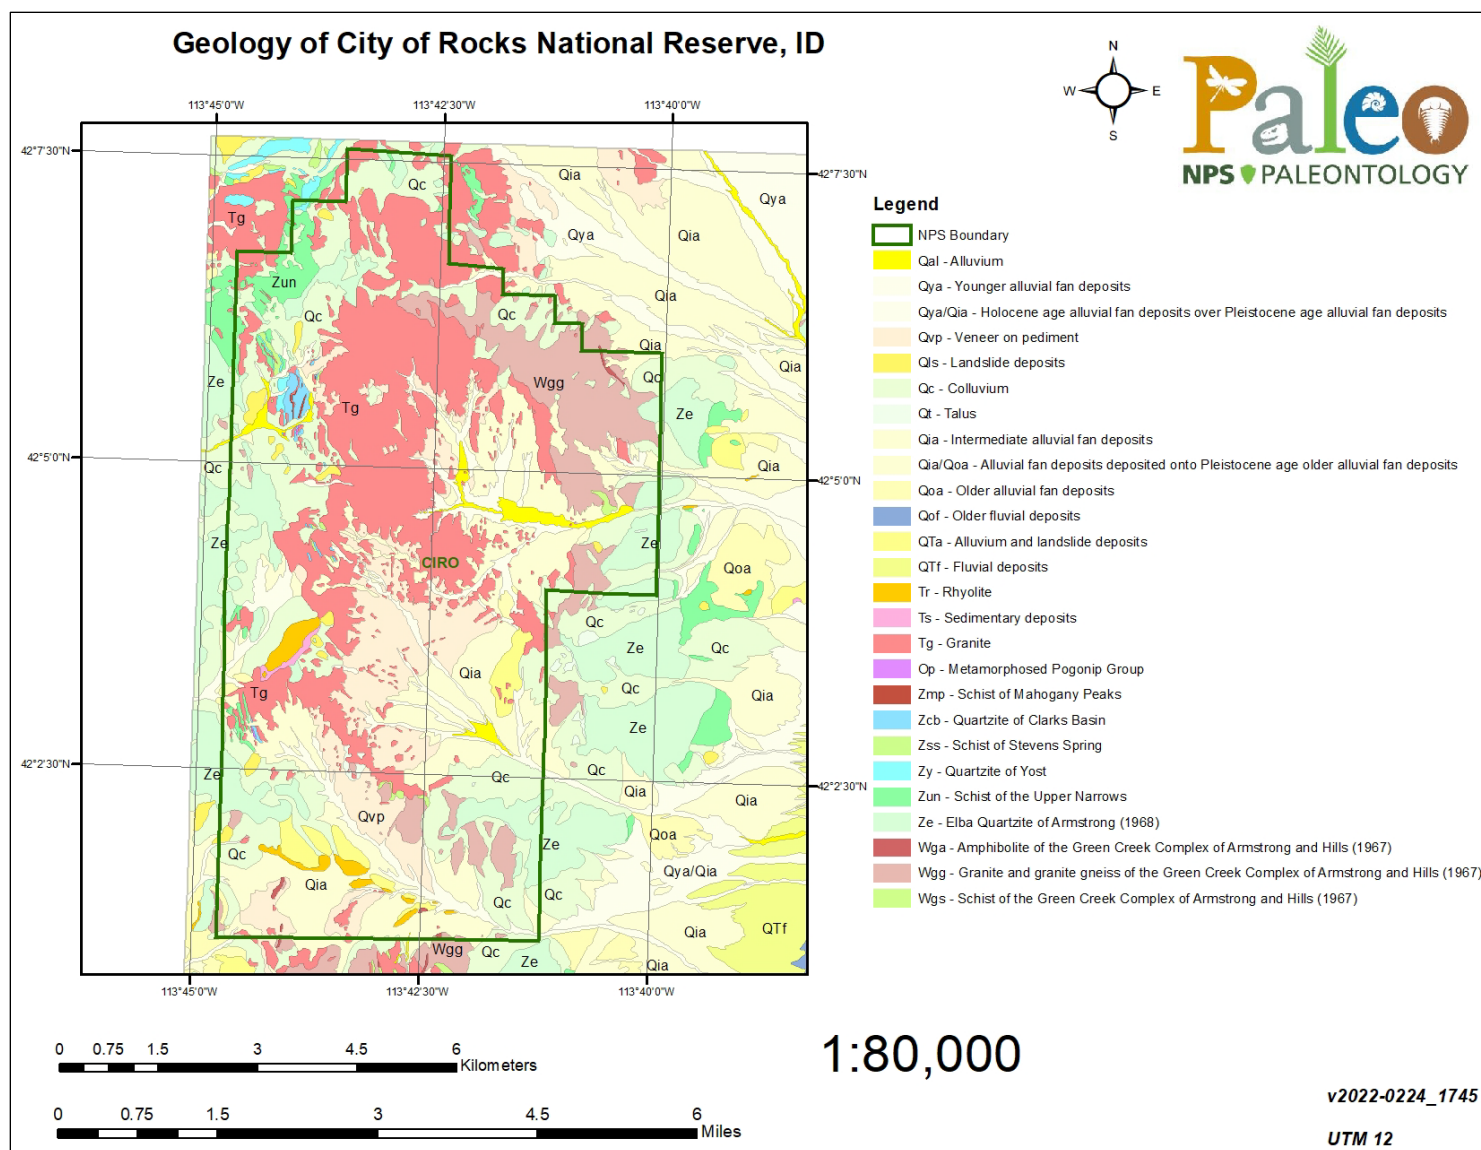 Geology of City of Rocks National Reserve, ID
N
W E
S
Paleo
NPS PALEONTOLOGY
113°45'0"W 113°42'30"W 113°40'0"W
42°7'30"N
42°7'30"N
42°5'0"N
42°5'0"N
42°2'30"N
42°2'30"N
Qc
Qia
Qya
Tg
Qya
Qia
Zun
Qia
Qc
Qc
Qia
Qia
Ze
Wgg
Qc
Tg
Ze
Qc
Qia
Ze
Ze
CIRO
Qoa
Qc
Ze
Qc
Qia
Qc
Tg
Qia
Ze
Ze
Qc
Qc
Qia
Qia
Qvp
Qoa
Ze
Qc
Qya/Qia
Qia
Qc
Qc
Qia
QTf
Wgg
Qc
Ze
Qia
113°45'0"W 113°42'30"W 113°40'0"W
Legend
NPS Boundary
Qal - Alluvium
Qya - Younger alluvial fan deposits
Qya/Qia - Holocene age alluvial fan deposits over Pleistocene age alluvial fan deposits
Qvp - Veneer on pediment
Qls - Landslide deposits
Qc - Colluvium
Qt - Talus
Qia - Intermediate alluvial fan deposits
Qia/Qoa - Alluvial fan deposits deposited onto Pleistocene age older alluvial fan deposits
Qoa - Older alluvial fan deposits
Qof - Older fluvial deposits
QTa - Alluvium and landslide deposits
QTf - Fluvial deposits
Tr - Rhyolite
Ts - Sedimentary deposits
Tg - Granite
Op - Metamorphosed Pogonip Group
Zmp - Schist of Mahogany Peaks
Zcb - Quartzite of Clarks Basin
Zss - Schist of Stevens Spring
Zy - Quartzite of Yost
Zun - Schist of the Upper Narrows
Ze - Elba Quartzite of Armstrong (1968)
Wga - Amphibolite of the Green Creek Complex of Armstrong and Hills (1967)
Wgg - Granite and granite gneiss of the Green Creek Complex of Armstrong and Hills (1967)
Wgs - Schist of the Green Creek Complex of Armstrong and Hills (1967)
0 0.75 1.5 3 4.5 6
Kilometers
0 0.75 1.5 3 4.5 6
Miles
1:80,000
v2022-0224_1745
UTM 12